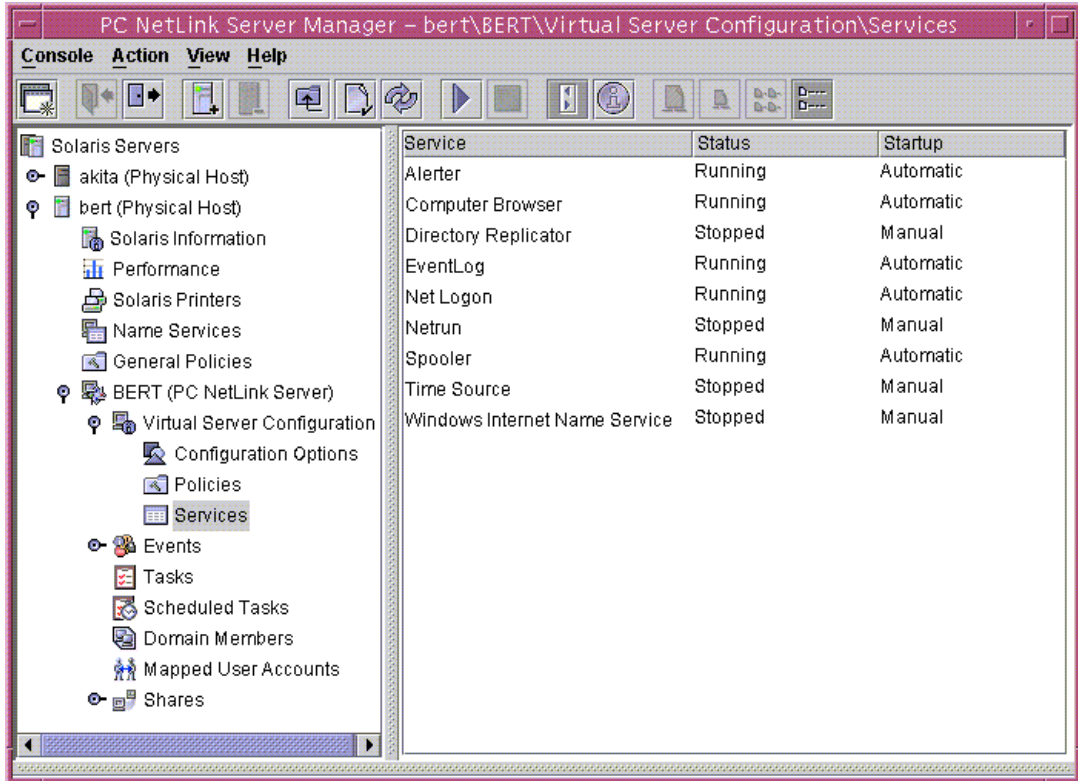 PC NetLink Server Manager – bert\BERT\Virtual Server Configuration\Services
Console Action View Help
Solaris Servers
akita (Physical Host)
bert (Physical Host)
Solaris Information
Performance
Solaris Printers
Name Services
General Policies
BERT (PC NetLink Server)
Virtual Server Configuration
Configuration Options
Policies
Services
Events
Tasks
Scheduled Tasks
Domain Members
Mapped User Accounts
Shares
Service Status Startup
Alerter Running Automatic
Computer Browser Running Automatic
Directory Replicator Stopped Manual
EventLog Running Automatic
Net Logon Running Automatic
Netrun Stopped Manual
Spooler Running Automatic
Time Source Stopped Manual
Windows Internet Name Service Stopped Manual